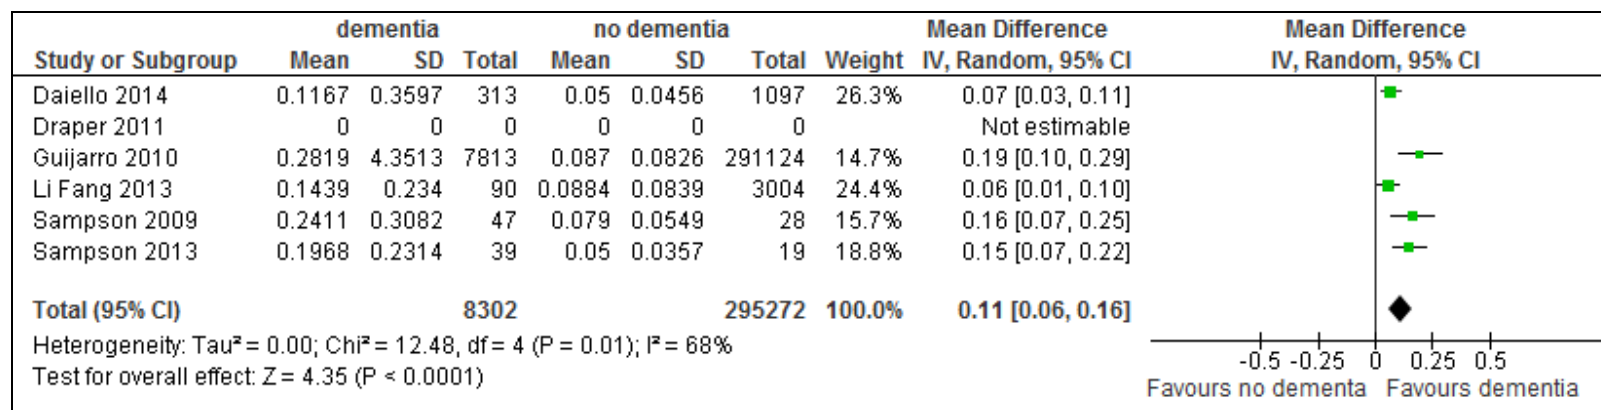 dementia no dementia Mean Difference Mean Difference
Study or Subgroup Mean SD Total Mean SD Total Weight IV, Random, 95% CI IV, Random, 95% CI
Daiello 2014 0.1167 0.3597 313 0.05 0.0456 1097 26.3% 0.07 [0.03, 0.11]
Draper 2011 0 0 0 0 0 0 Not estimable
Guijarro 2010 0.2819 4.3513 7813 0.087 0.0826 291124 14.7% 0.19 [0.10, 0.29]
Li Fang 2013 0.1439 0.234 90 0.0884 0.0839 3004 24.4% 0.06 [0.01, 0.10]
Sampson 2009 0.2411 0.3082 47 0.079 0.0549 28 15.7% 0.16 [0.07, 0.25]
Sampson 2013 0.1968 0.2314 39 0.05 0.0357 19 18.8% 0.15 [0.07, 0.22]
Total (95% CI) 8302 295272 100.0% 0.11 [0.06, 0.16]
Heterogeneity: Tau² = 0.00; Chi² = 12.48, df = 4 (P = 0.01); I² = 68%
Test for overall effect: Z = 4.35 (P < 0.0001)
-0.5 -0.25 0 0.25 0.5
Favours no dementa Favours dementia